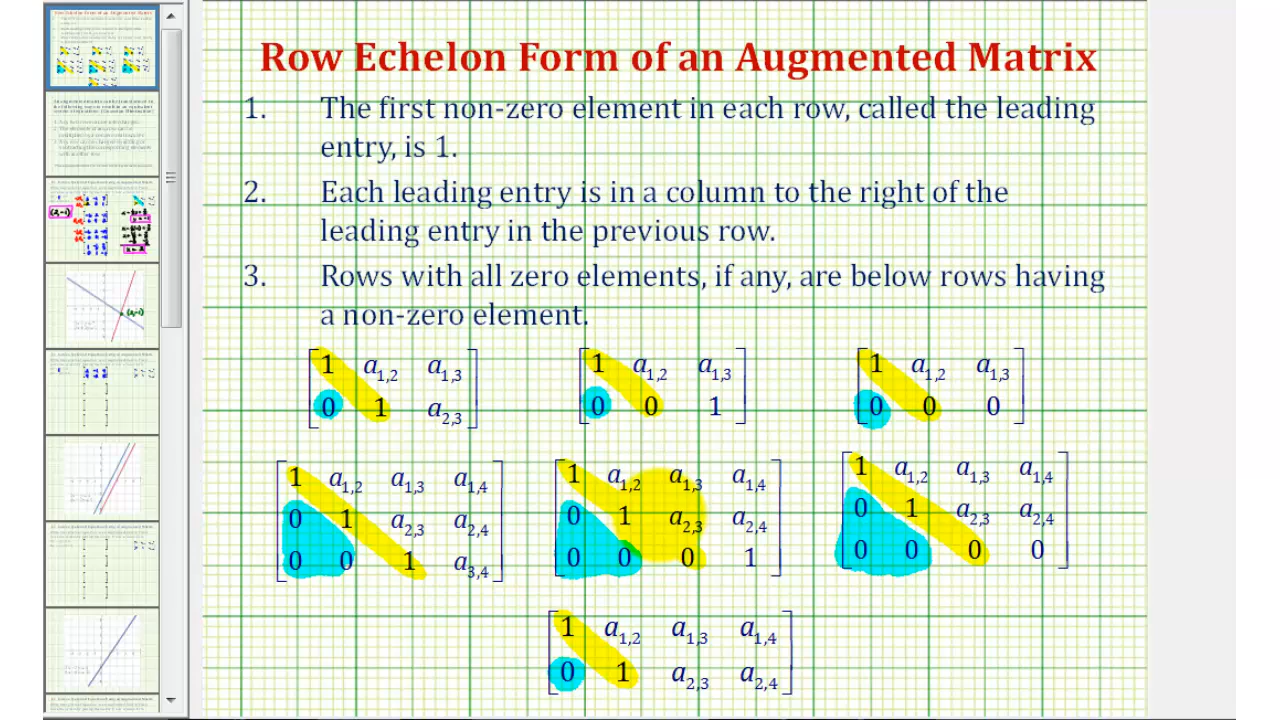 Row Echelon Form of an Augmented Matrix
1. The first non-zero element in each row, called the leading
entry, is 1.
2. Each leading entry is in a column to the right of the
leading entry in the previous row.
3. Rows with all zero elements, if any, are below rows having
a non-zero element.
1 a1,2 a1,3
0 1 a2,3
1 a1,2 a1,3
0 0 1
1 a1,2 a1,3
0 0 0
1 a1,2 a1,3 a1,4
0 1 a2,3 a2,4
0 0 1 a3,4
1 a1,2 a1,3 a1,4
0 1 a2,3 a2,4
0 0 0 1
1 a1,2 a1,3 a1,4
0 1 a2,3 a2,4
0 0 0 0
1 a1,2 a1,3 a1,4
0 1 a2,3 a2,4